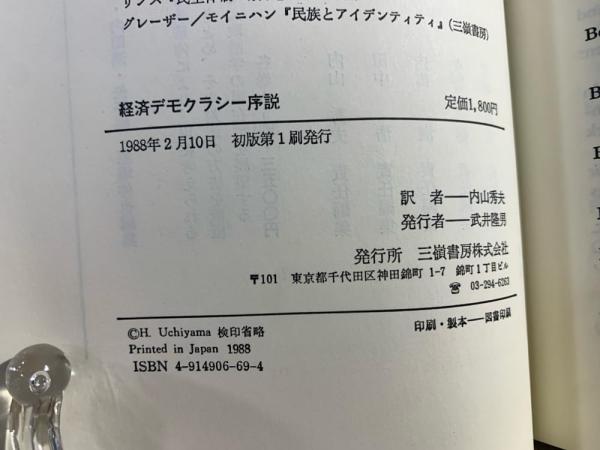 グレーザー／モイニハン『民族とアイデンティティ』(三嶺書房)
経済デモクラシー序説 定価1,800円
1988年2月10日 初版第1刷発行
訳 者──内山秀夫
発行者──武井隆男
発行所 三嶺書房株式会社
〒101 東京都千代田区神田錦町 1-7 錦町1丁目ビル
☎ 03-294-6263
©H. Uchiyama 検印省略 印刷・製本──図書印刷
Printed in Japan 1988
ISBN 4-914906-69-4